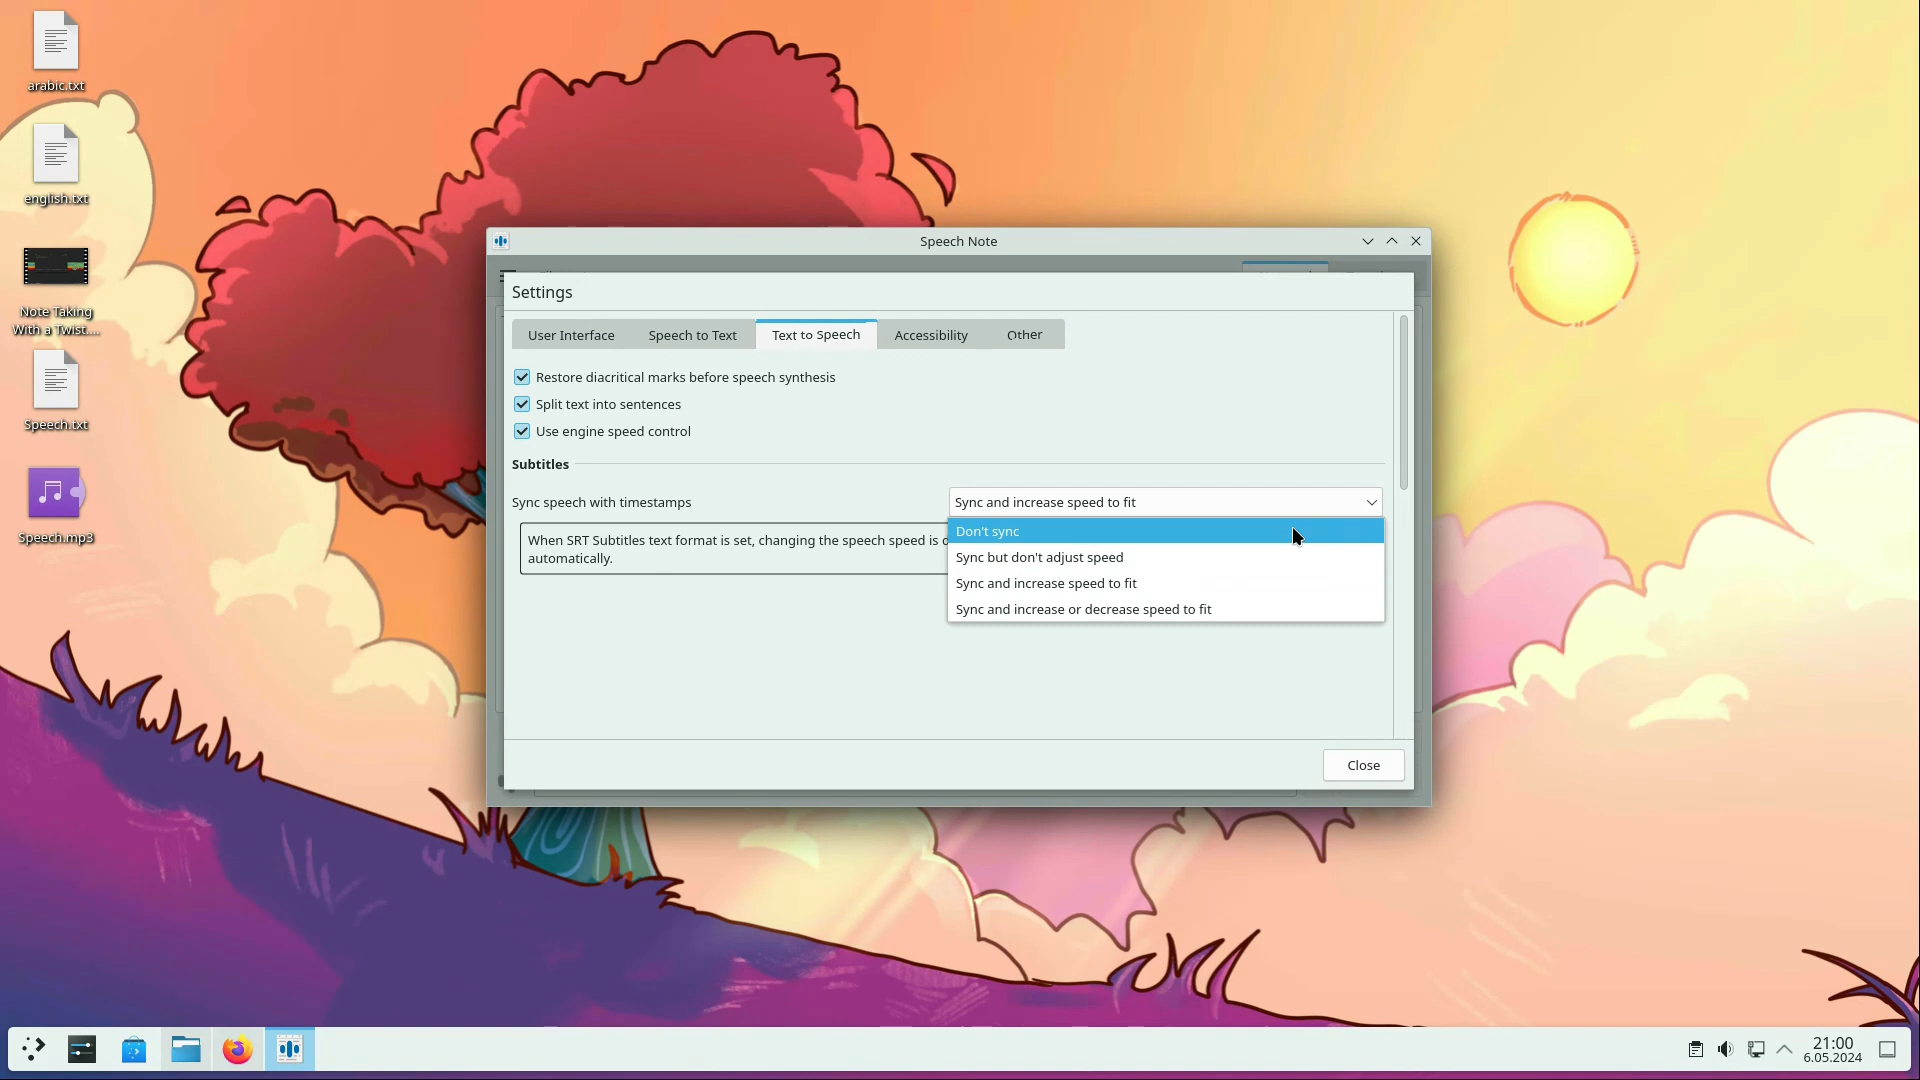 arabic.txt
english.txt
Note Taking
With a Twist....
Speech.txt
Speech.mp3
Speech Note
Settings
User Interface
Speech to Text
Text to Speech
Accessibility
Other
Restore diacritical marks before speech synthesis
Split text into sentences
Use engine speed control
Subtitles
Sync speech with timestamps
Sync and increase speed to fit
Don't sync
Sync but don't adjust speed
Sync and increase speed to fit
Sync and increase or decrease speed to fit
When SRT Subtitles text format is set, changing the speech speed is
automatically.
Close
21:00
6.05.2024